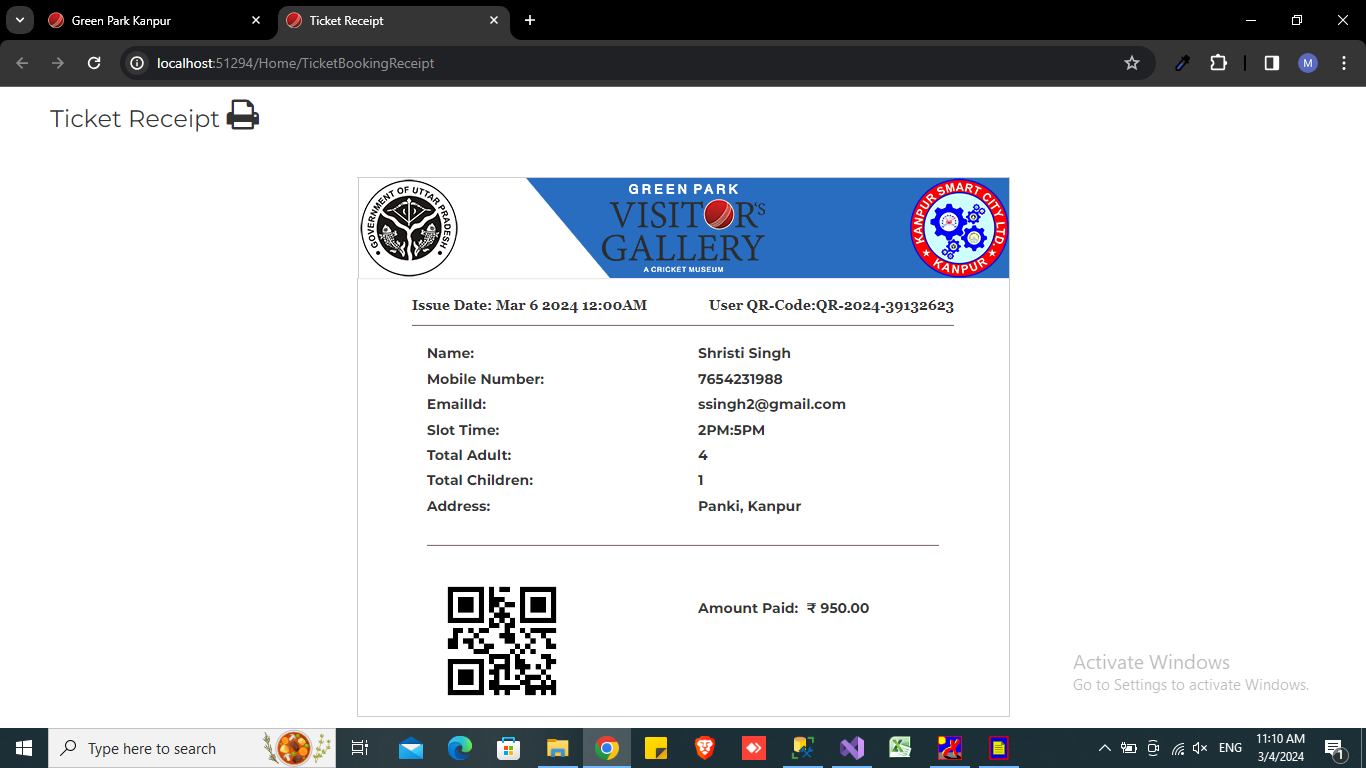 Green Park Kanpur
Ticket Receipt
localhost:51294/Home/TicketBookingReceipt
M
Ticket Receipt
GOVERNMENT OF UTTAR PRADESH
GREEN PARK
VISITOR'S
GALLERY
A CRICKET MUSEUM
KANPUR SMART CITY LTD.
KANPUR
Issue Date: Mar 6 2024 12:00AM User QR-Code:QR-2024-39132623
Name: Shristi Singh
Mobile Number: 7654231988
EmailId: ssingh2@gmail.com
Slot Time: 2PM:5PM
Total Adult: 4
Total Children: 1
Address: Panki, Kanpur
Amount Paid: ₹ 950.00
Activate Windows
Go to Settings to activate Windows.
Type here to search
ENG
11:10 AM
3/4/2024
1